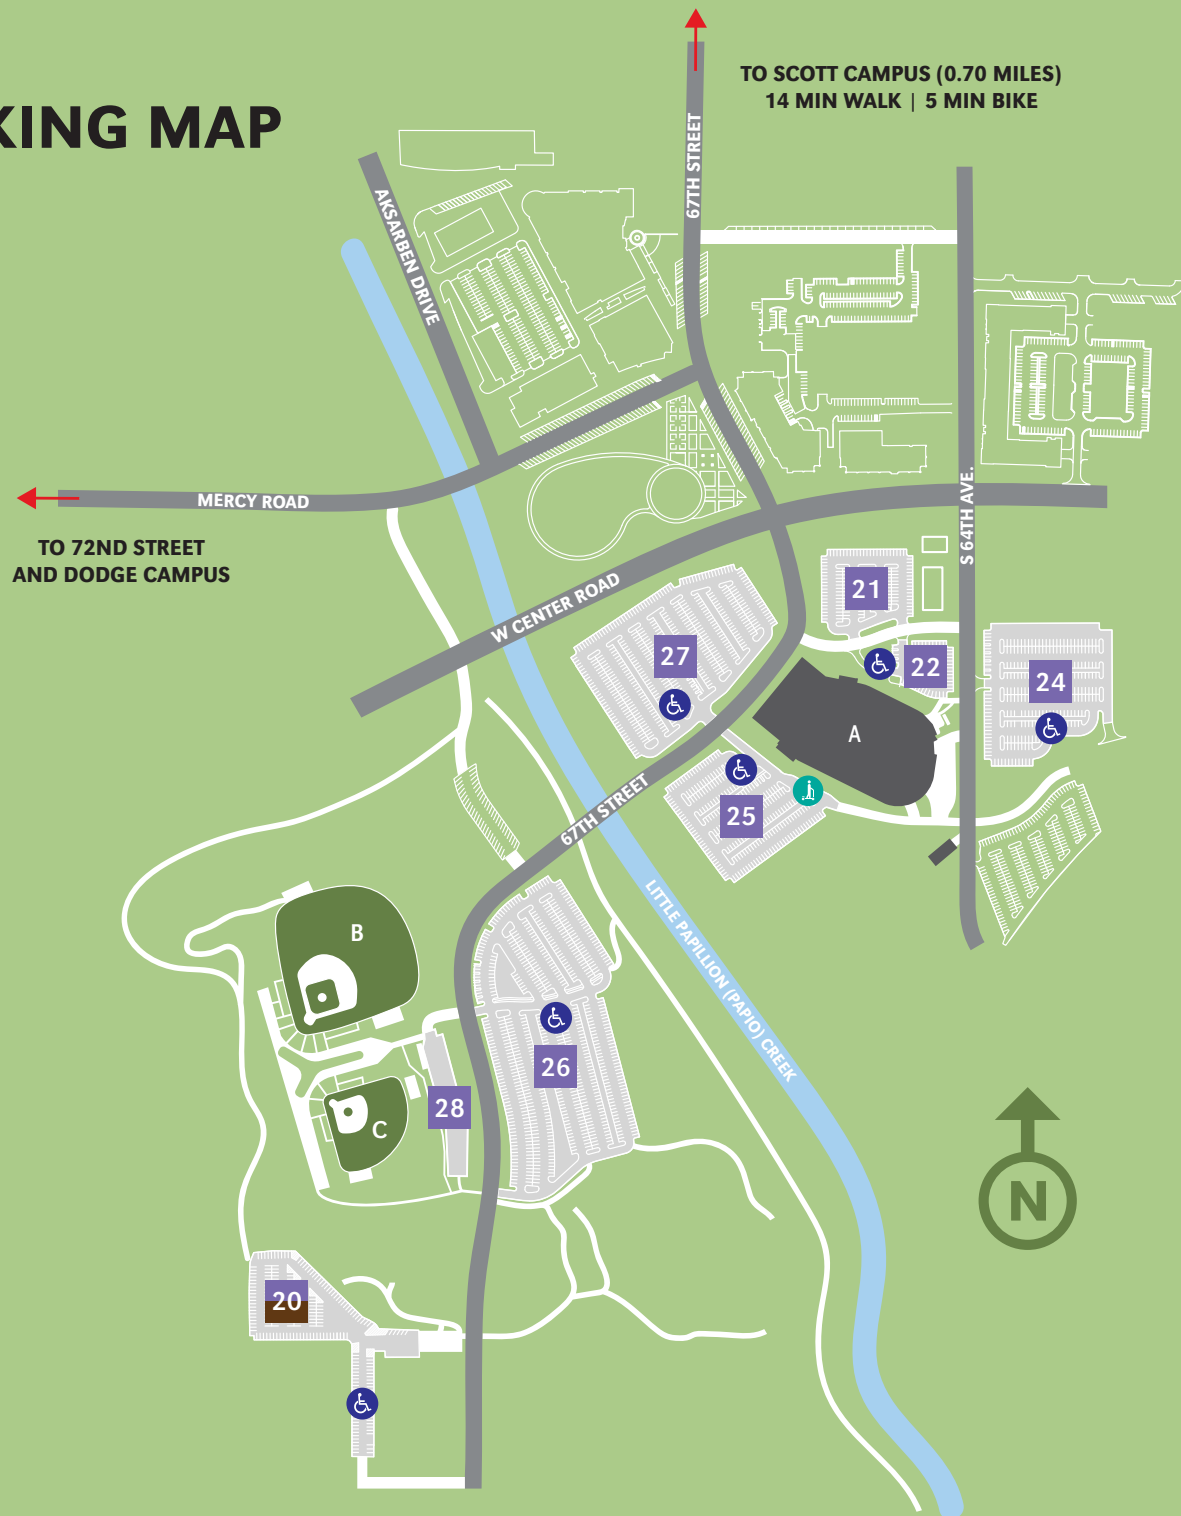 KING MAP
TO SCOTT CAMPUS (0.70 MILES)
14 MIN WALK | 5 MIN BIKE
67TH STREET
AKSARBEN DRIVE
MERCY ROAD
TO 72ND STREET
AND DODGE CAMPUS
S 64TH AVE.
W CENTER ROAD
21
27
22
24
A
25
67TH STREET
LITTLE PAPILLION (PAPIO) CREEK
B
26
28
C
N
20